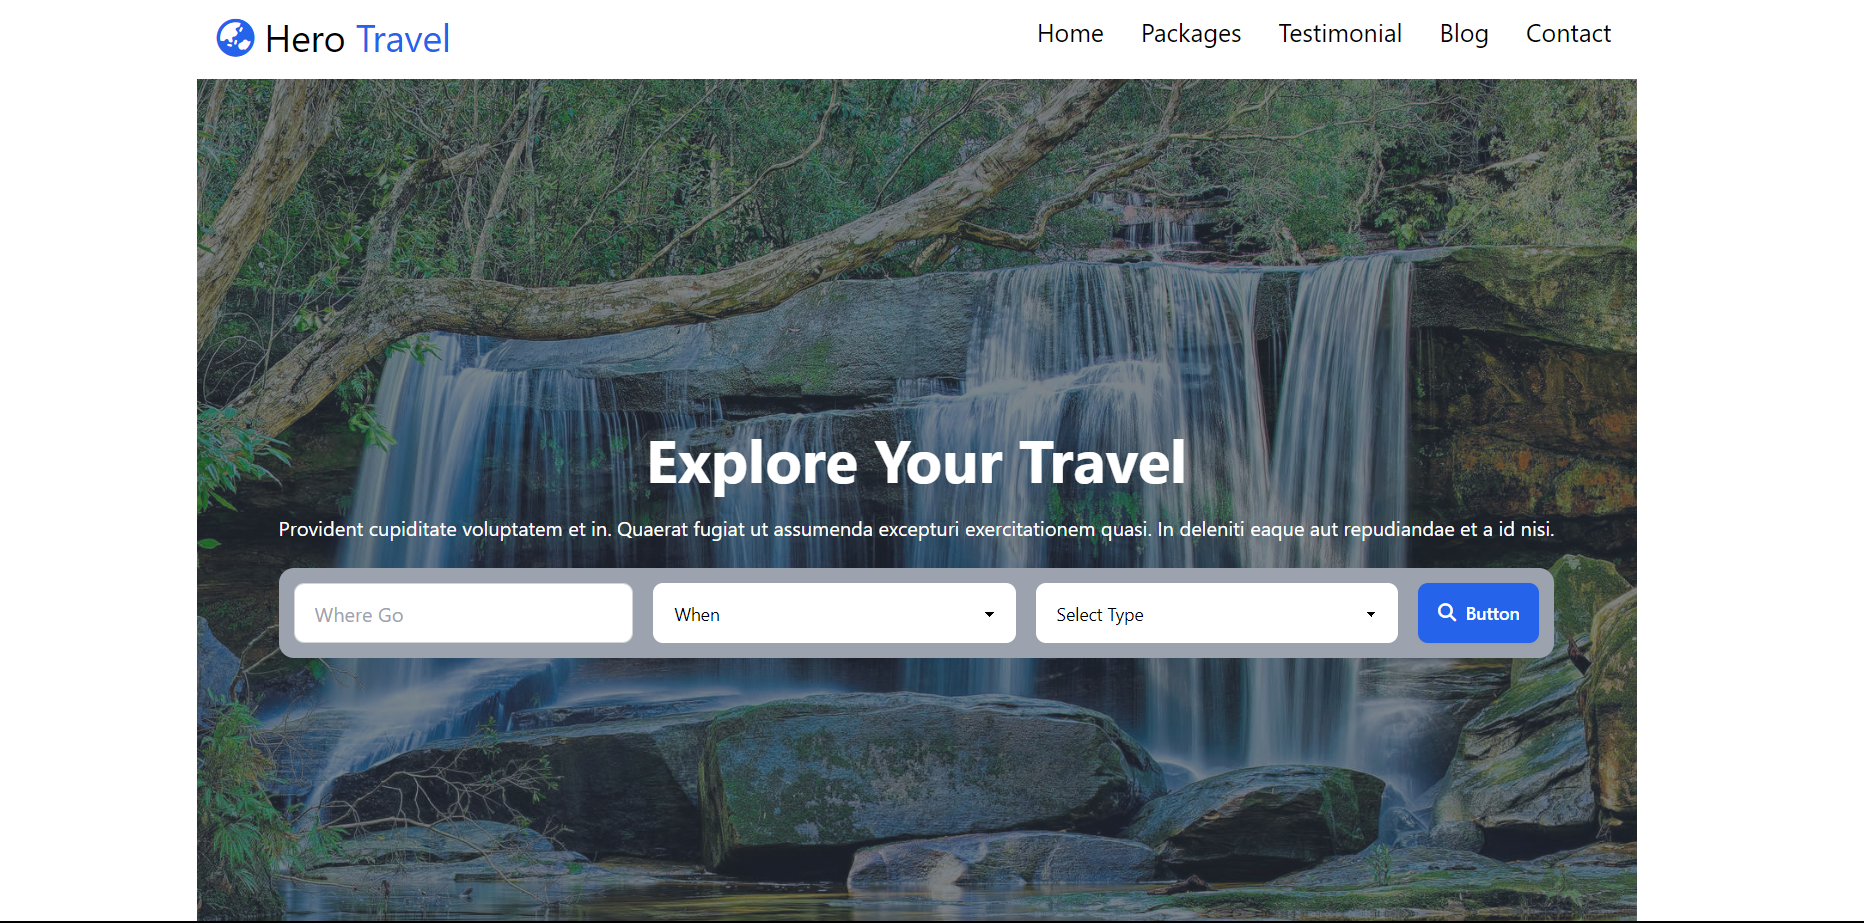 Hero Travel
Home Packages Testimonial Blog Contact
Explore Your Travel
Provident cupiditate voluptatem et in. Quaerat fugiat ut assumenda excepturi exercitationem quasi. In deleniti eaque aut repudiandae et a id nisi.
Where Go
When
Select Type
Button